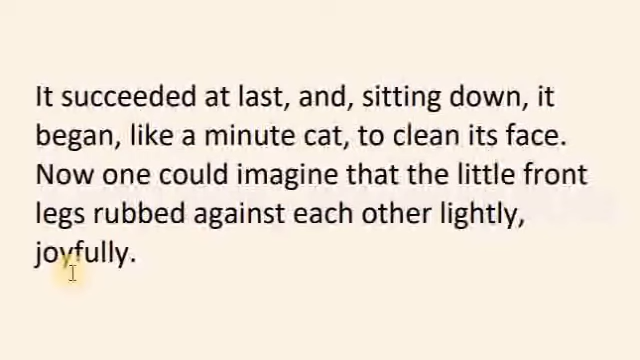 It succeeded at last, and, sitting down, it
began, like a minute cat, to clean its face.
Now one could imagine that the little front
legs rubbed against each other lightly,
joyfully.